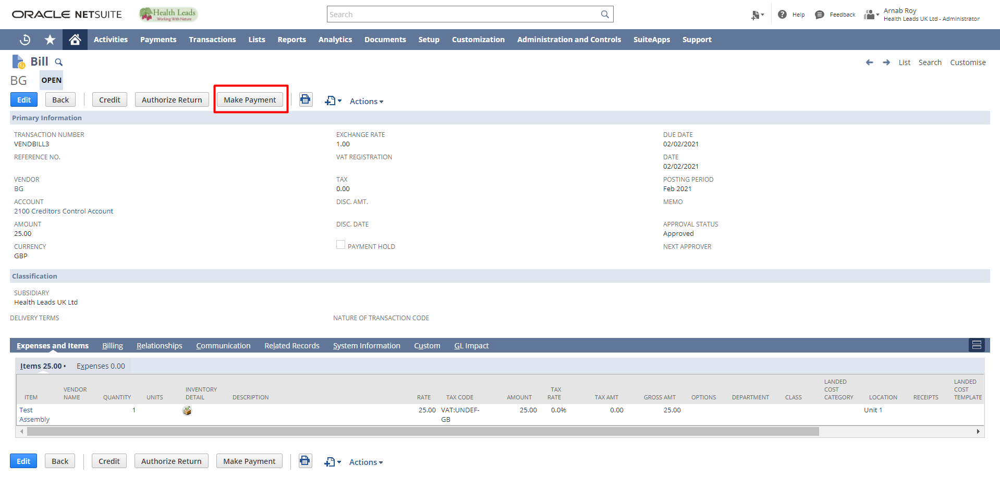 ORACLE NETSUITE
Health Leads
...Working With Nature
Search
Help
Feedback
Arnab Roy
Health Leads UK Ltd - Administrator
Activities Payments Transactions Lists Reports Analytics Documents Setup Customization Administration and Controls SuiteApps Support
Bill
List Search Customise
BG OPEN
Edit Back Credit Authorize Return Make Payment Actions
Primary Information
TRANSACTION NUMBER
VENDBILL3
REFERENCE NO.
VENDOR
BG
ACCOUNT
2100 Creditors Control Account
AMOUNT
25.00
CURRENCY
GBP
EXCHANGE RATE
1.00
VAT REGISTRATION
TAX
0.00
DISC. AMT.
DISC. DATE
PAYMENT HOLD
DUE DATE
02/02/2021
DATE
02/02/2021
POSTING PERIOD
Feb 2021
MEMO
APPROVAL STATUS
Approved
NEXT APPROVER
Classification
SUBSIDIARY
Health Leads UK Ltd
DELIVERY TERMS
NATURE OF TRANSACTION CODE
Expenses and Items Billing Relationships Communication Related Records System Information Custom GL Impact
Items 25.00 • Expenses 0.00
ITEM VENDOR NAME QUANTITY UNITS INVENTORY DETAIL DESCRIPTION RATE TAX CODE AMOUNT TAX RATE TAX AMT GROSS AMT OPTIONS DEPARTMENT CLASS LANDED COST CATEGORY LOCATION RECEIPTS LANDED COST TEMPLATE
Test Assembly 1 25.00 VAT:UNDEF-GB 25.00 0.0% 0.00 25.00 Unit 1
Edit Back Credit Authorize Return Make Payment Actions